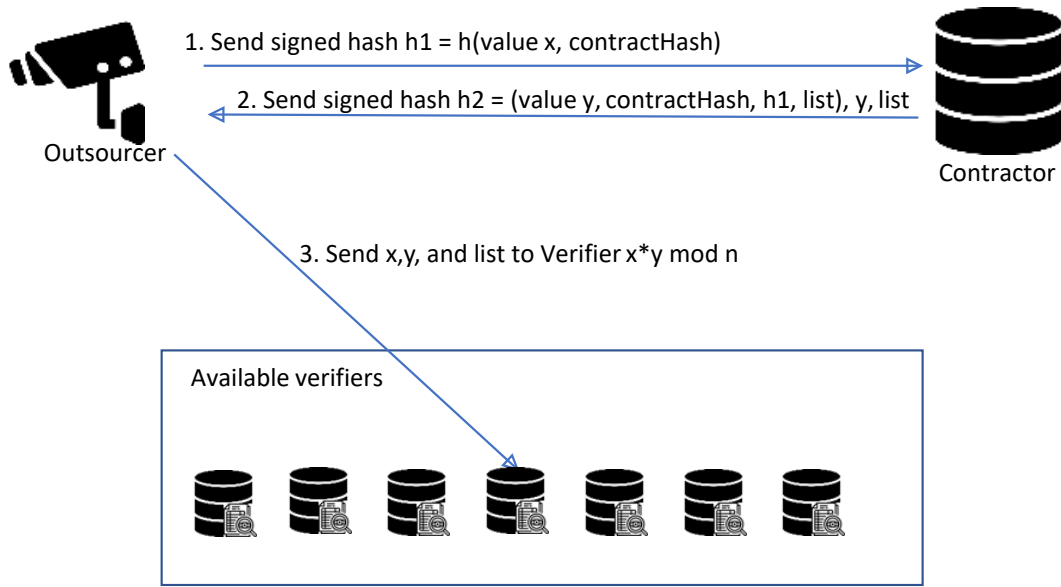 1. Send signed hash h1 = h(value x, contractHash)
2. Send signed hash h2 = (value y, contractHash, h1, list), y, list
Outsourcer
Contractor
3. Send x,y, and list to Verifier x*y mod n
Available verifiers